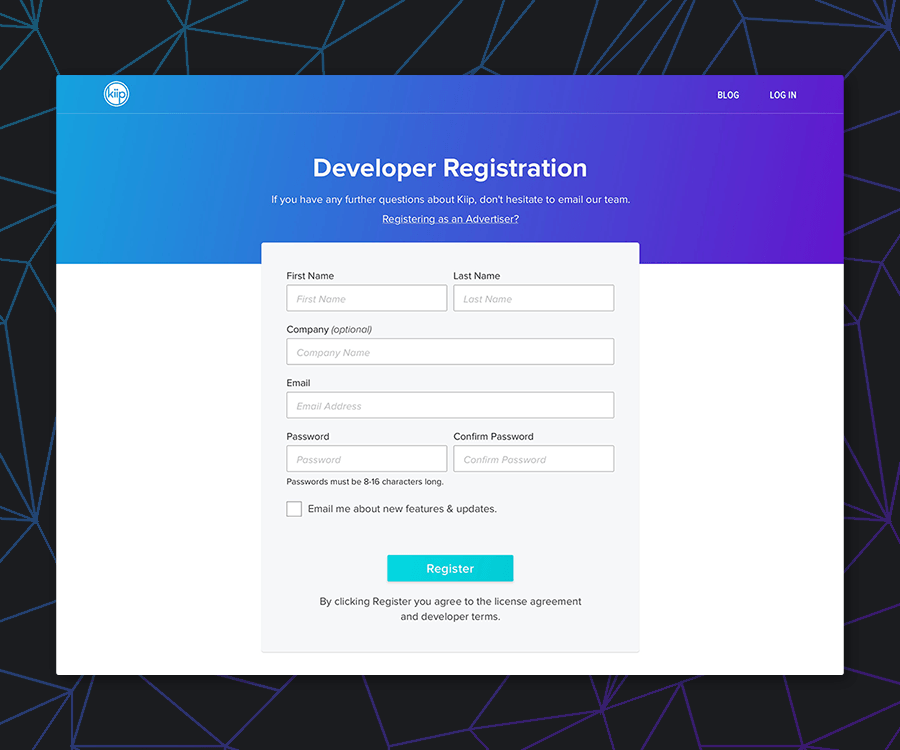 kiip
BLOG LOG IN
Developer Registration
If you have any further questions about Kiip, don't hesitate to email our team.
Registering as an Advertiser?
First Name Last Name
First Name Last Name
Company (optional)
Company Name
Email
Email Address
Password Confirm Password
Password Confirm Password
Passwords must be 8-16 characters long.
Email me about new features & updates.
Register
By clicking Register you agree to the license agreement
and developer terms.